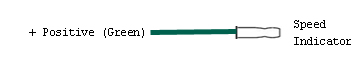 + Positive (Green)
Speed
Indicator